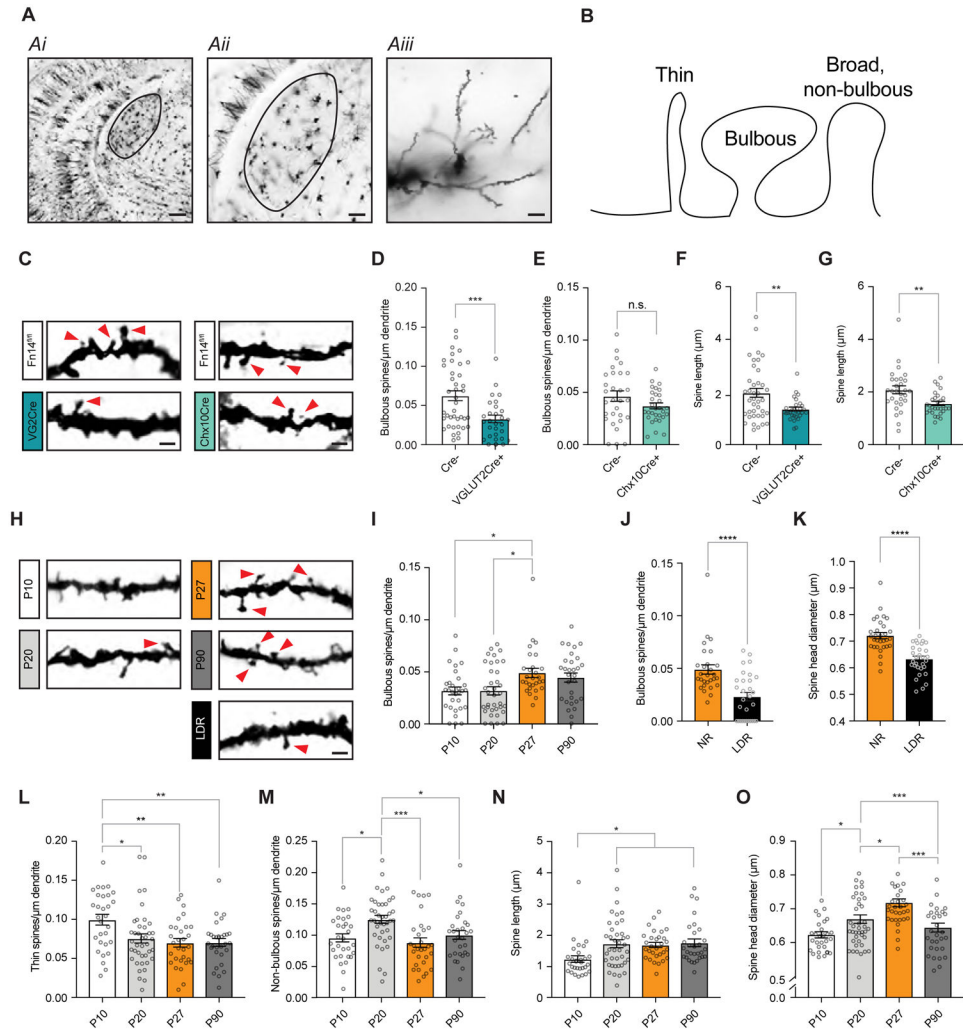 A
Ai
Aii
Aiii
B
Thin
Bulbous
Broad,
non-bulbous
C
Fn14fl/fl
VG2Cre
Fn14fl/fl
Chx10Cre
D
Bulbous spines/µm dendrite
0.20
0.15
0.10
0.05
0.00
***
Cre-
VGLUT2Cre+
E
Bulbous spines/µm dendrite
0.20
0.15
0.10
0.05
0.00
n.s.
Cre-
Chx10Cre+
F
Spine length (µm)
6
4
2
0
**
Cre-
VGLUT2Cre+
G
Spine length (µm)
6
4
2
0
**
Cre-
Chx10Cre+
H
P10
P20
P27
P90
LDR
I
Bulbous spines/µm dendrite
0.20
0.15
0.10
0.05
0.00
*
*
P10
P20
P27
P90
J
Bulbous spines/µm dendrite
0.20
0.15
0.10
0.05
0.00
****
NR
LDR
K
Spine head diameter (µm)
1.0
0.9
0.8
0.7
0.6
0.5
0.4
****
NR
LDR
L
Thin spines/µm dendrite
0.20
0.15
0.10
0.05
0.00
**
**
*
P10
P20
P27
P90
M
Non-bulbous spines/µm dendrite
0.25
0.20
0.15
0.10
0.05
0.00
*
***
*
P10
P20
P27
P90
N
Spine length (µm)
5
4
3
2
1
0
*
P10
P20
P27
P90
O
Spine head diameter (µm)
0.9
0.8
0.7
0.6
0.5
0.0
***
*
*
***
P10
P20
P27
P90